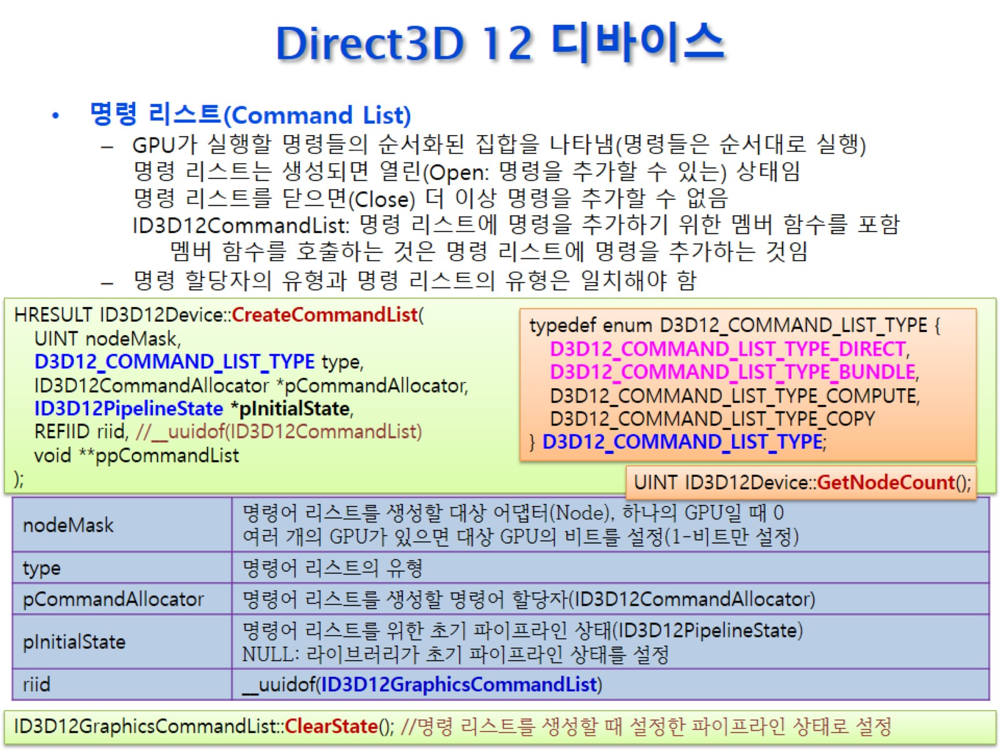 Direct3D 12 디바이스
• 명령 리스트(Command List)
– GPU가 실행할 명령들의 순서화된 집합을 나타냄(명령들은 순서대로 실행)
명령 리스트는 생성되면 열린(Open: 명령을 추가할 수 있는) 상태임
명령 리스트를 닫으면(Close) 더 이상 명령을 추가할 수 없음
ID3D12CommandList: 명령 리스트에 명령을 추가하기 위한 멤버 함수를 포함
멤버 함수를 호출하는 것은 명령 리스트에 명령을 추가하는 것임
– 명령 할당자의 유형과 명령 리스트의 유형은 일치해야 함
HRESULT ID3D12Device::CreateCommandList(
UINT nodeMask,
D3D12_COMMAND_LIST_TYPE type,
ID3D12CommandAllocator *pCommandAllocator,
ID3D12PipelineState *pInitialState,
REFIID riid, //__uuidof(ID3D12CommandList)
void **ppCommandList
);
typedef enum D3D12_COMMAND_LIST_TYPE {
D3D12_COMMAND_LIST_TYPE_DIRECT,
D3D12_COMMAND_LIST_TYPE_BUNDLE,
D3D12_COMMAND_LIST_TYPE_COMPUTE,
D3D12_COMMAND_LIST_TYPE_COPY
} D3D12_COMMAND_LIST_TYPE;
UINT ID3D12Device::GetNodeCount();
nodeMask
명령어 리스트를 생성할 대상 어댑터(Node), 하나의 GPU일 때 0
여러 개의 GPU가 있으면 대상 GPU의 비트를 설정(1-비트만 설정)
type
명령어 리스트의 유형
pCommandAllocator
명령어 리스트를 생성할 명령어 할당자(ID3D12CommandAllocator)
pInitialState
명령어 리스트를 위한 초기 파이프라인 상태(ID3D12PipelineState)
NULL: 라이브러리가 초기 파이프라인 상태를 설정
riid
__uuidof(ID3D12GraphicsCommandList)
ID3D12GraphicsCommandList::ClearState(); //명령 리스트를 생성할 때 설정한 파이프라인 상태로 설정